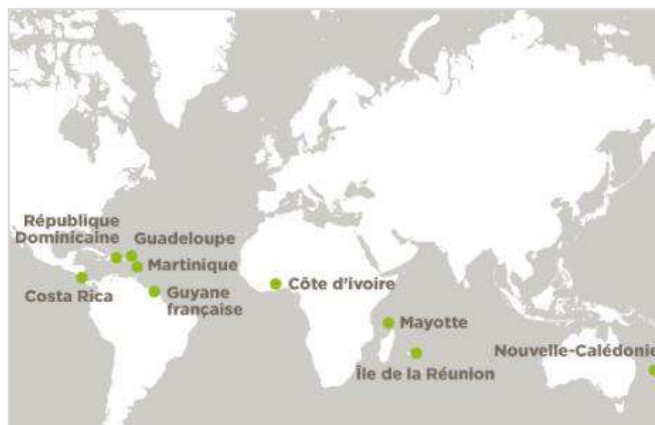 République
Dominicaine
Guadeloupe
Martinique
Costa Rica
Guyane
française
Côte d'ivoire
Mayotte
Île de la Réunion
Nouvelle-Calédonie